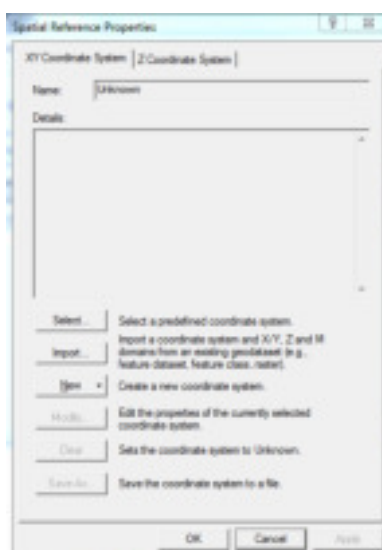 Spatial Reference Properties
XY Coordinate System
Z Coordinate System
Name:
Unknown
Details:
Select...
Select a predefined coordinate system.
Import...
Import a coordinate system and X/Y, Z and M
domains from an existing geodataset (e.g.,
feature dataset, feature class, raster).
New
Create a new coordinate system.
Modify...
Edit the properties of the currently selected
coordinate system.
Clear
Sets the coordinate system to Unknown.
Save As...
Save the coordinate system to a file.
OK
Cancel
Apply